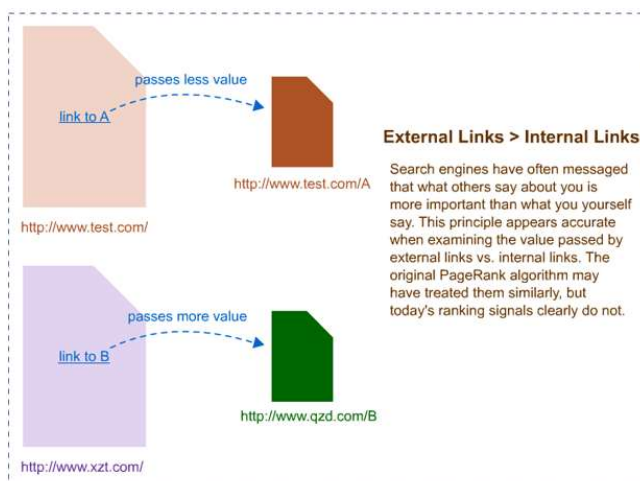 passes less value
link to A
http://www.test.com/A
http://www.test.com/
External Links > Internal Links
Search engines have often messaged
that what others say about you is
more important than what you yourself
say. This principle appears accurate
when examining the value passed by
external links vs. internal links. The
original PageRank algorithm may
have treated them similarly, but
today's ranking signals clearly do not.
passes more value
link to B
http://www.qzd.com/B
http://www.xzt.com/